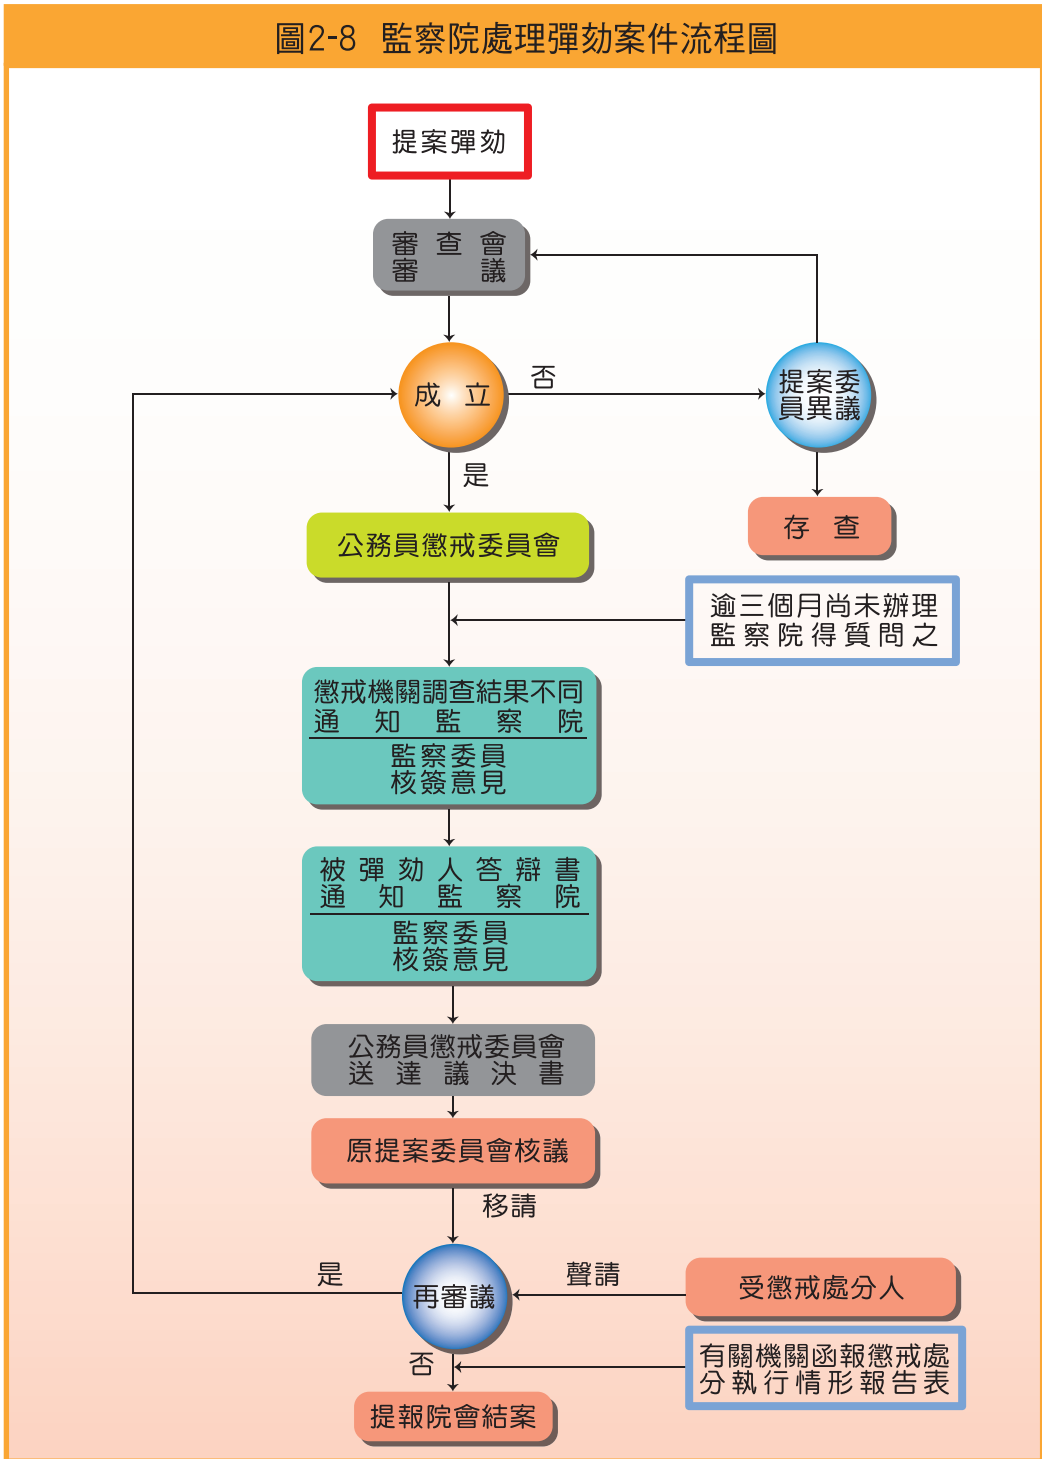 圖2-8 監察院處理彈劾案件流程圖
提案彈劾
審查會
審議
成立
否
提案委
員異議
是
存查
公務員懲戒委員會
逾三個月尚未辦理
監察院得質問之
懲戒機關調查結果不同
通知監察院
監察委員
核簽意見
被彈劾人答辯書
通知監察院
監察委員
核簽意見
公務員懲戒委員會
送達議決書
原提案委員會核議
移請
是
再審議
聲請
受懲戒處分人
否
有關機關函報懲戒處
分執行情形報告表
提報院會結案